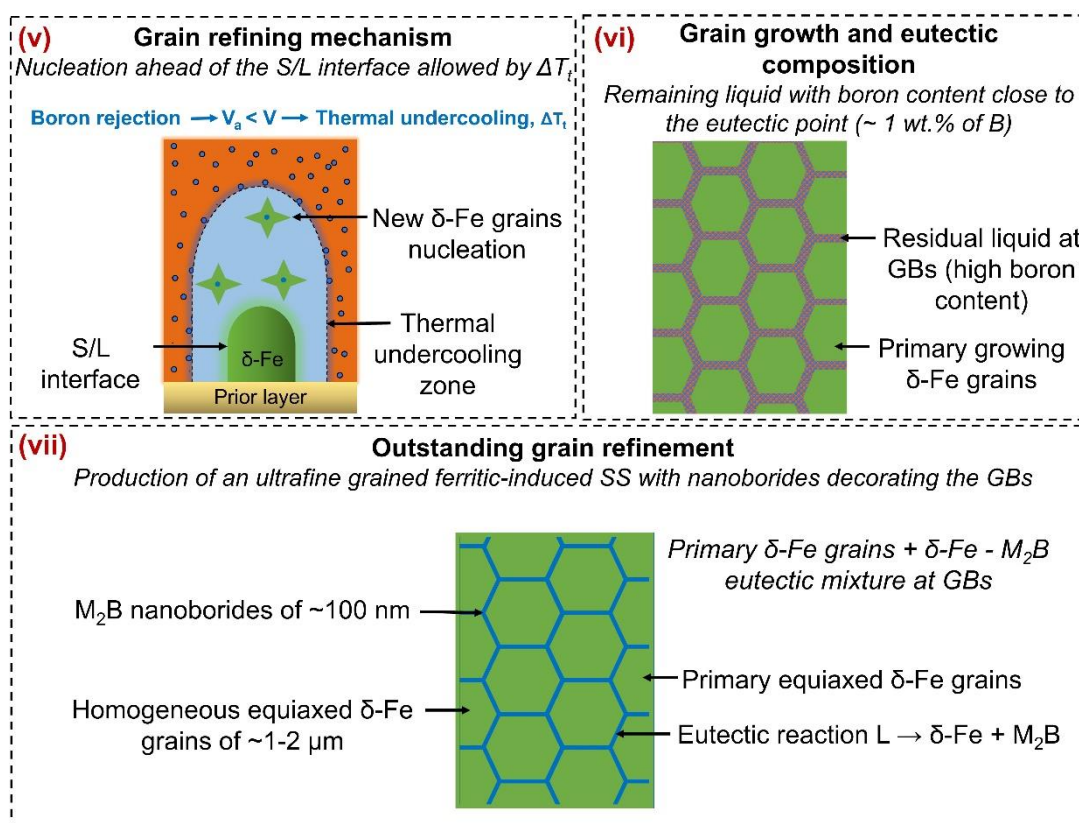 (v)
Grain refining mechanism
Nucleation ahead of the S/L interface allowed by ΔTₜ
Boron rejection → Vₐ < V → Thermal undercooling, ΔTₜ
New δ-Fe grains
nucleation
S/L
interface
δ-Fe
Thermal
undercooling
zone
Prior layer
(vi)
Grain growth and eutectic
composition
Remaining liquid with boron content close to
the eutectic point (~ 1 wt.% of B)
Residual liquid at
GBs (high boron
content)
Primary growing
δ-Fe grains
(vii)
Outstanding grain refinement
Production of an ultrafine grained ferritic-induced SS with nanoborides decorating the GBs
Primary δ-Fe grains + δ-Fe - M₂B
eutectic mixture at GBs
M₂B nanoborides of ~100 nm
Homogeneous equiaxed δ-Fe
grains of ~1-2 µm
Primary equiaxed δ-Fe grains
Eutectic reaction L → δ-Fe + M₂B